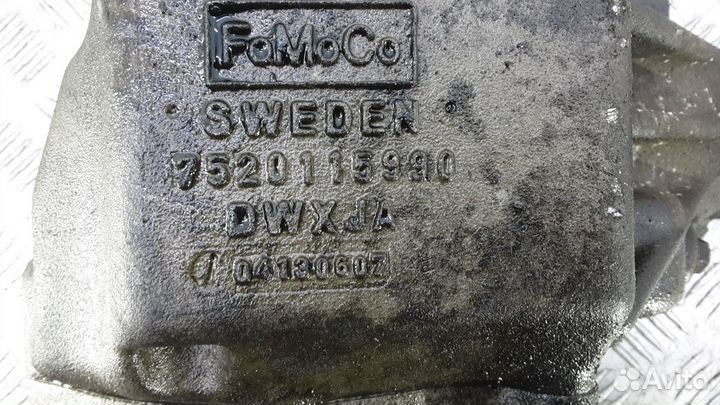 FoMoCo
SWEDEN
7520115990
DWXJA
04130607
Avito